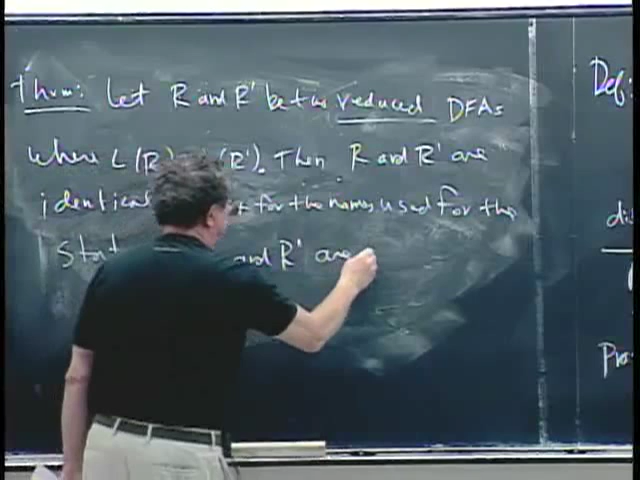 Thm: Let R and R' be two reduced DFAs
where L(R) (R'). Then R and R' are
identical for the names used for the
Stat and R' are
Def:
di
Pro